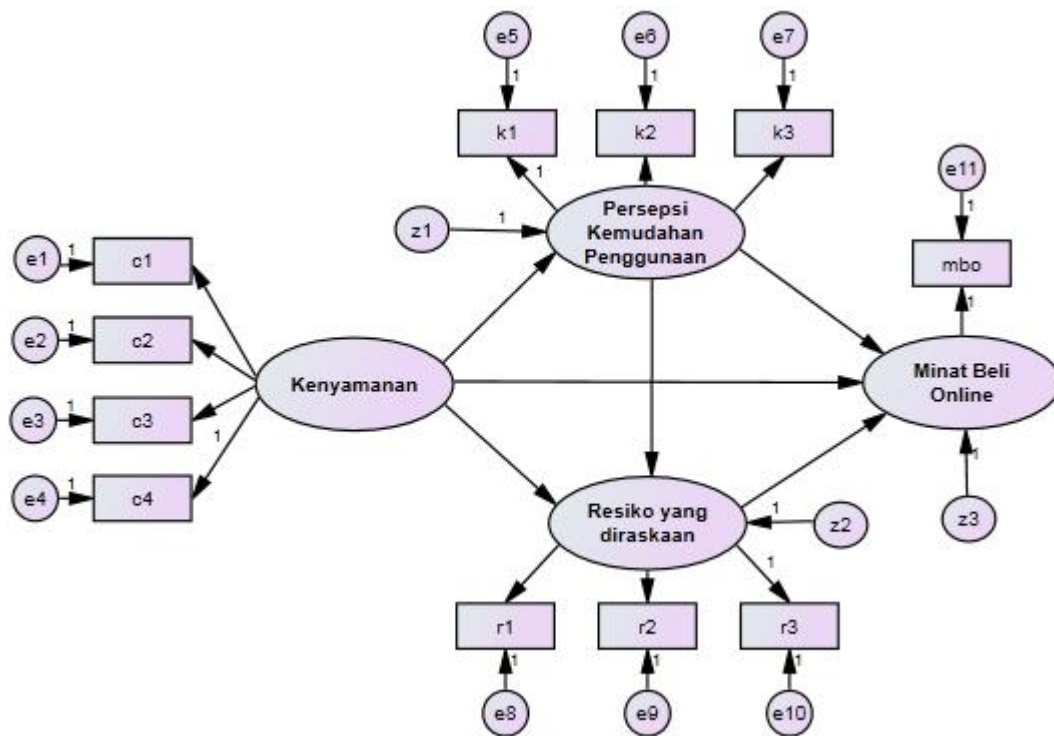 e5
e6
e7
1
1
1
k1
k2
k3
e11
1
1
z1
1
Persepsi
Kemudahan
Penggunaan
mbo
1
e1
1
c1
e2
1
c2
Kenyamanan
Minat Beli
Online
e3
1
c3
1
e4
1
c4
Resiko yang
diraskaan
1
z2
1
z3
1
r1
r2
r3
1
1
1
e8
e9
e10